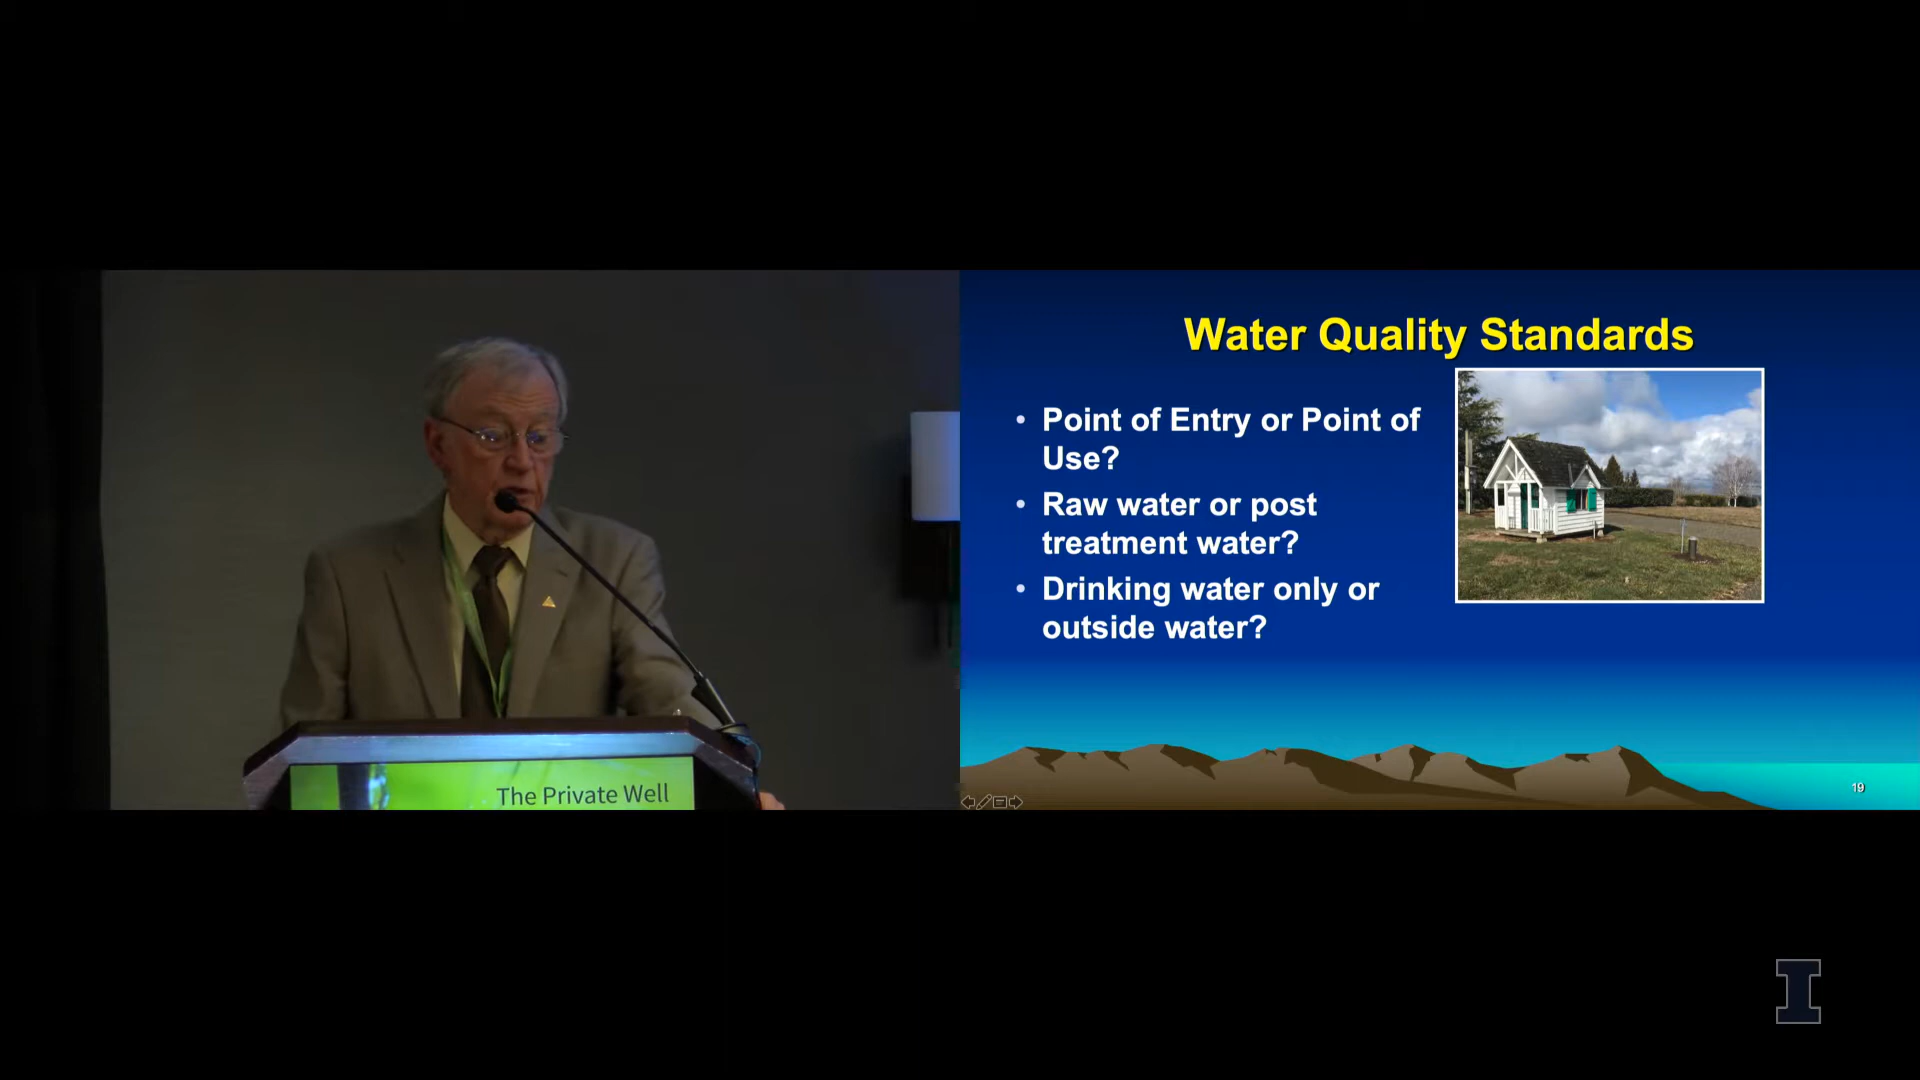 Water Quality Standards
• Point of Entry or Point of
Use?
• Raw water or post
treatment water?
• Drinking water only or
outside water?
The Private Well
19
I